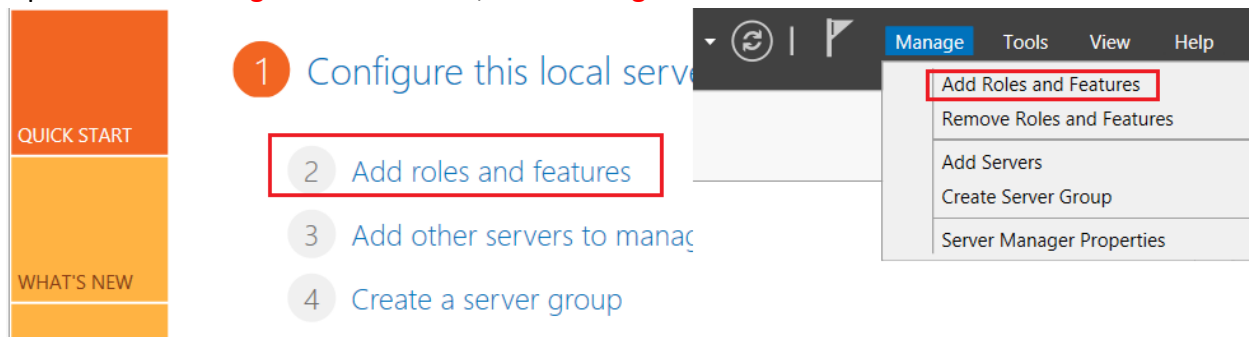 QUICK START
WHAT'S NEW
1 Configure this local serve
2 Add roles and features
3 Add other servers to manag
4 Create a server group
Manage Tools View Help
Add Roles and Features
Remove Roles and Features
Add Servers
Create Server Group
Server Manager Properties